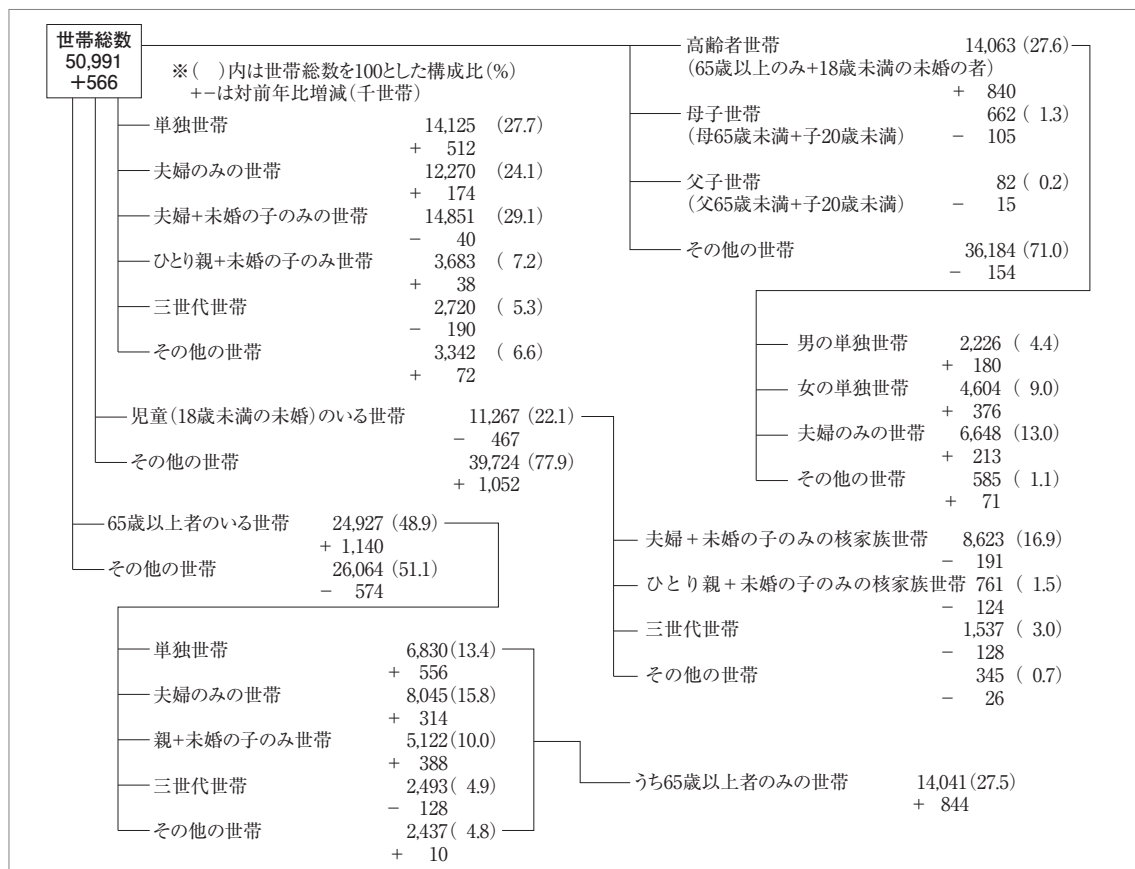 世帯総数
50,991
+566
※(　)内は世帯総数を100とした構成比(%)
+−は対前年比増減(千世帯)
単独世帯 14,125 (27.7)
+ 512
夫婦のみの世帯 12,270 (24.1)
+ 174
夫婦+未婚の子のみの世帯 14,851 (29.1)
− 40
ひとり親+未婚の子のみ世帯 3,683 ( 7.2)
+ 38
三世代世帯 2,720 ( 5.3)
− 190
その他の世帯 3,342 ( 6.6)
+ 72
児童(18歳未満の未婚)のいる世帯 11,267 (22.1)
− 467
その他の世帯 39,724 (77.9)
+ 1,052
65歳以上者のいる世帯 24,927 (48.9)
+ 1,140
その他の世帯 26,064 (51.1)
− 574
単独世帯 6,830(13.4)
+ 556
夫婦のみの世帯 8,045(15.8)
+ 314
親+未婚の子のみ世帯 5,122(10.0)
+ 388
三世代世帯 2,493( 4.9)
− 128
その他の世帯 2,437( 4.8)
+ 10
高齢者世帯 14,063 (27.6)
(65歳以上のみ+18歳未満の未婚の者)
+ 840
母子世帯 662 ( 1.3)
(母65歳未満+子20歳未満) − 105
父子世帯 82 ( 0.2)
(父65歳未満+子20歳未満) − 15
その他の世帯 36,184 (71.0)
− 154
男の単独世帯 2,226 ( 4.4)
+ 180
女の単独世帯 4,604 ( 9.0)
+ 376
夫婦のみの世帯 6,648 (13.0)
+ 213
その他の世帯 585 ( 1.1)
+ 71
夫婦+未婚の子のみの核家族世帯 8,623 (16.9)
− 191
ひとり親+未婚の子のみの核家族世帯 761 ( 1.5)
− 124
三世代世帯 1,537 ( 3.0)
− 128
その他の世帯 345 ( 0.7)
− 26
うち65歳以上者のみの世帯 14,041(27.5)
+ 844